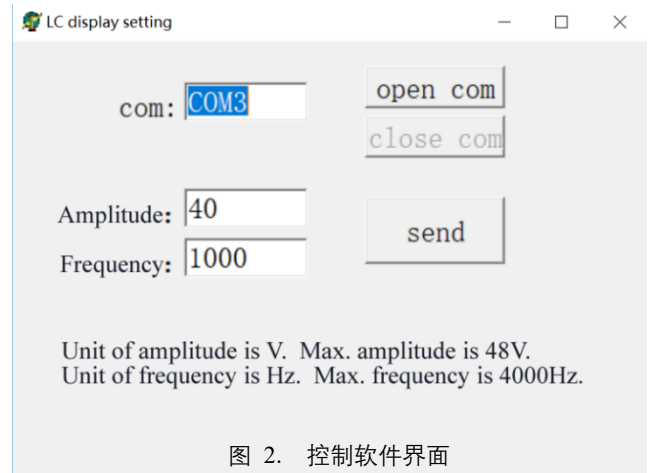 LC display setting
com: COM3
open com
close com
Amplitude: 40
Frequency: 1000
send
Unit of amplitude is V. Max. amplitude is 48V.
Unit of frequency is Hz. Max. frequency is 4000Hz.
图 2. 控制软件界面